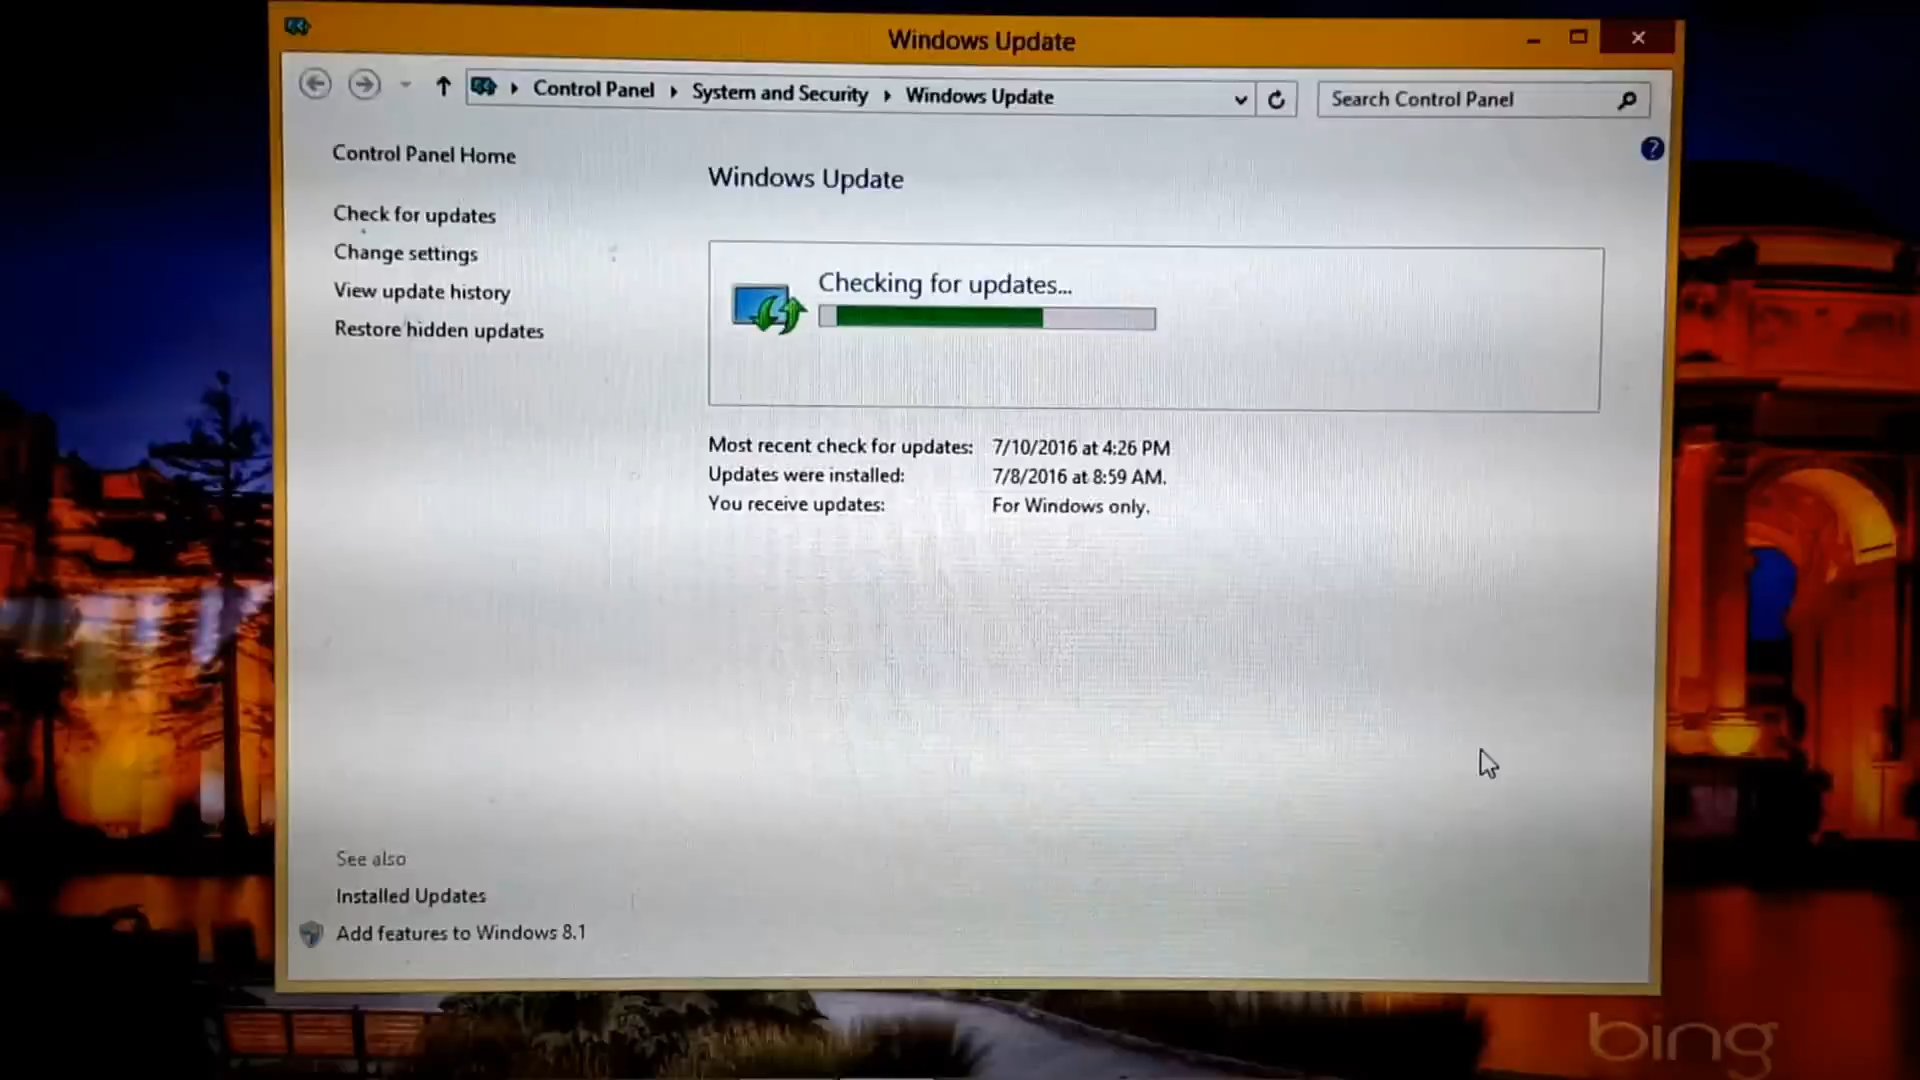 Windows Update
Control Panel System and Security Windows Update
Search Control Panel
?
Control Panel Home
Check for updates
Change settings
View update history
Restore hidden updates
Windows Update
Checking for updates...
Most recent check for updates: 7/10/2016 at 4:26 PM
Updates were installed: 7/8/2016 at 8:59 AM.
You receive updates: For Windows only.
See also
Installed Updates
Add features to Windows 8.1
bing